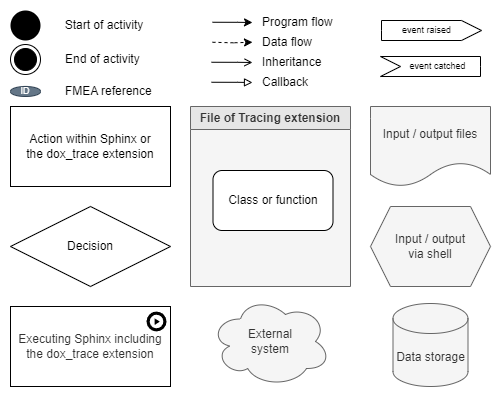 Start of activity
End of activity
ID
FMEA reference
Program flow
Data flow
Inheritance
Callback
event raised
event catched
Action within Sphinx or
the dox_trace extension
File of Tracing extension
Class or function
Input / output files
Decision
Input / output
via shell
Executing Sphinx including
the dox_trace extension
External
system
Data storage